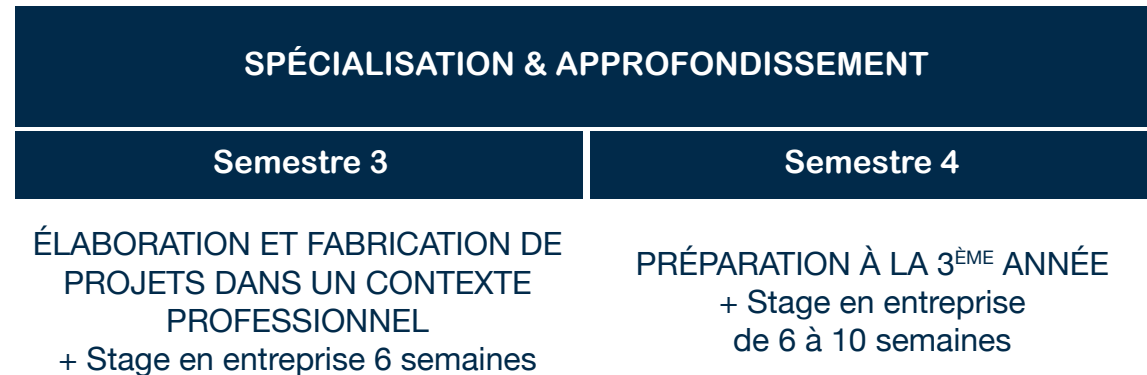 SPÉCIALISATION & APPROFONDISSEMENT
Semestre 3
Semestre 4
ÉLABORATION ET FABRICATION DE
PROJETS DANS UN CONTEXTE
PROFESSIONNEL
+ Stage en entreprise 6 semaines
PRÉPARATION À LA 3ÈME ANNÉE
+ Stage en entreprise
de 6 à 10 semaines